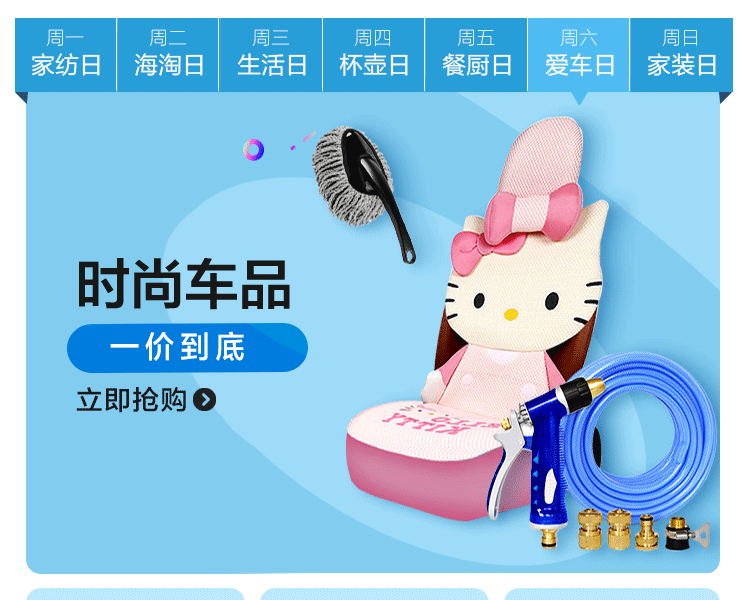 周一 周二 周三 周四 周五 周六 周日
家纺日 海淘日 生活日 杯壶日 餐厨日 爱车日 家装日
时尚车品
一价到底
立即抢购